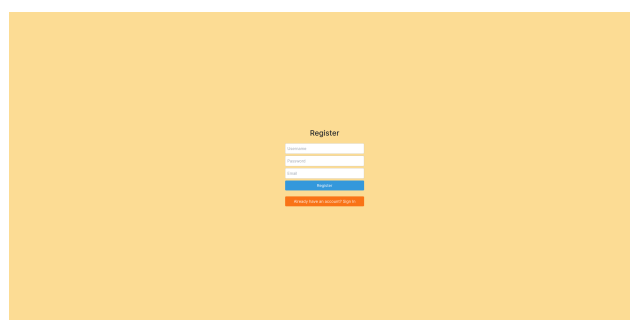 Register
Username
Password
Email
Register
Already have an account? Sign in